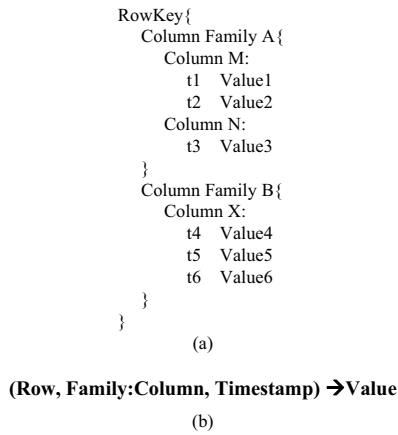 RowKey{
Column Family A{
Column M:
t1 Value1
t2 Value2
Column N:
t3 Value3
}
Column Family B{
Column X:
t4 Value4
t5 Value5
t6 Value6
}
}
(a)
(Row, Family:Column, Timestamp) →Value
(b)